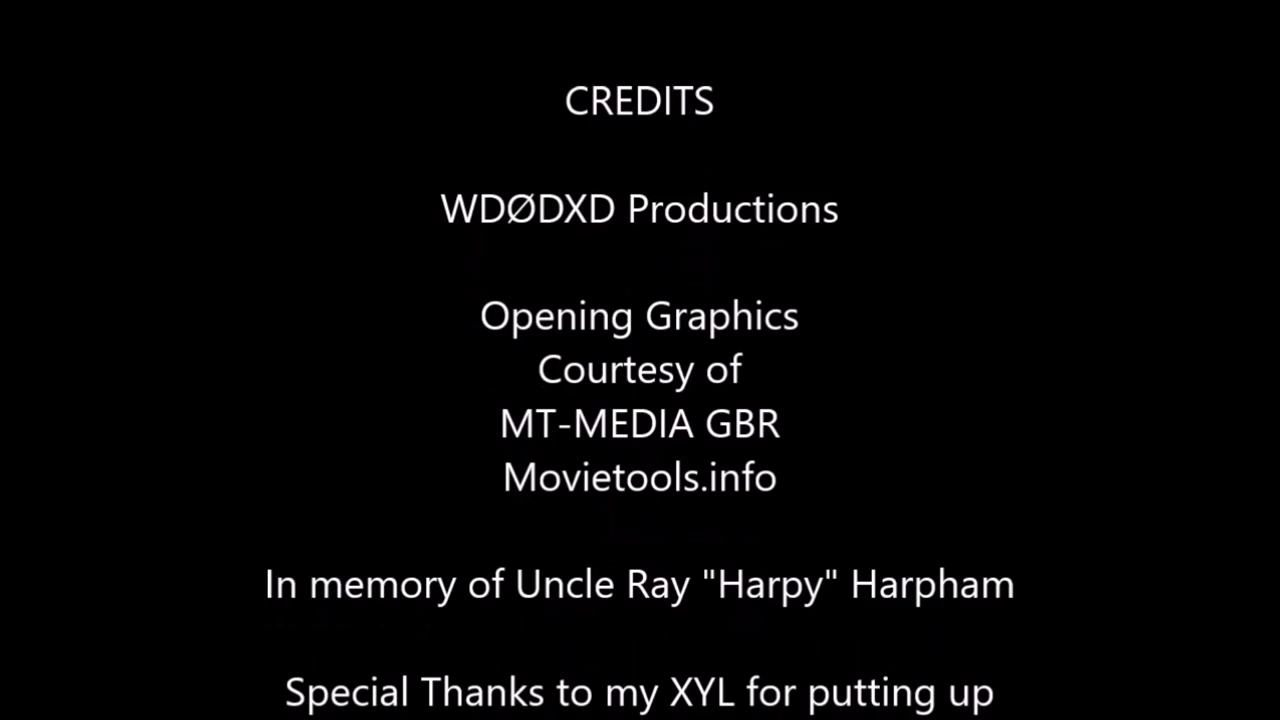 CREDITS
WDØDXD Productions
Opening Graphics
Courtesy of
MT-MEDIA GBR
Movietools.info
In memory of Uncle Ray "Harpy" Harpham
Special Thanks to my XYL for putting up